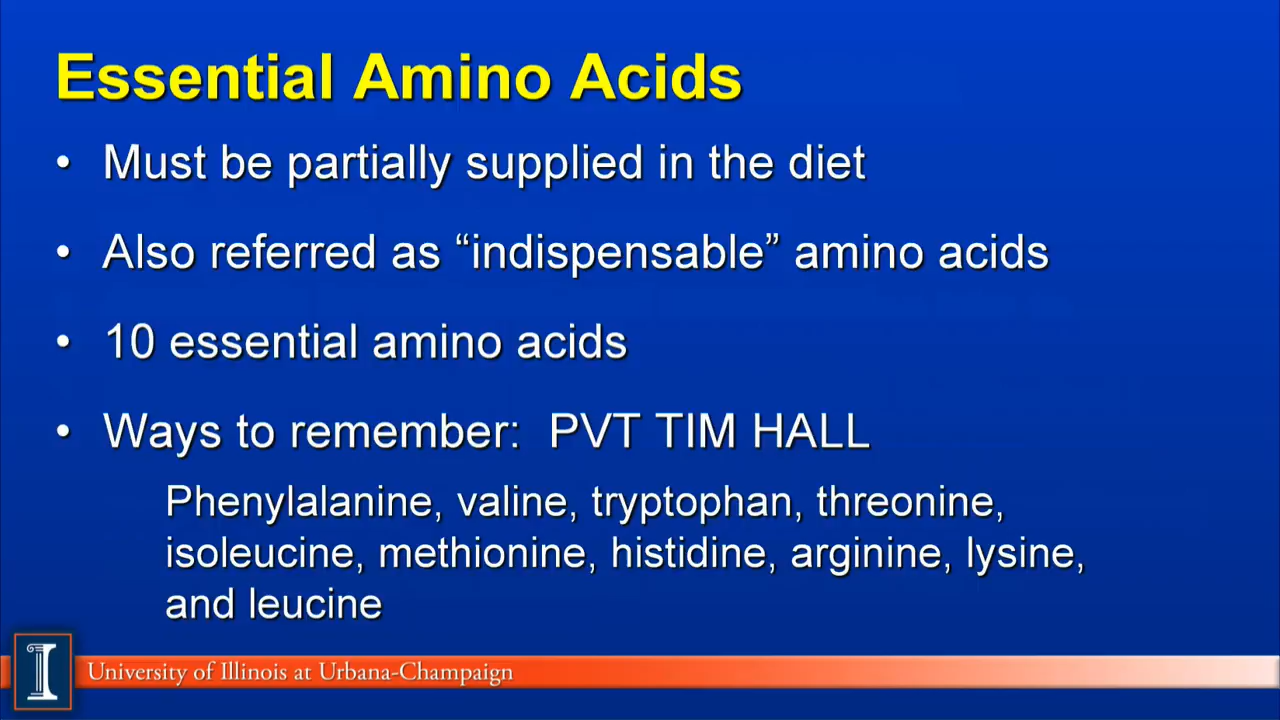 Essential Amino Acids
• Must be partially supplied in the diet
• Also referred as “indispensable” amino acids
• 10 essential amino acids
• Ways to remember: PVT TIM HALL
Phenylalanine, valine, tryptophan, threonine,
isoleucine, methionine, histidine, arginine, lysine,
and leucine
I University of Illinois at Urbana-Champaign